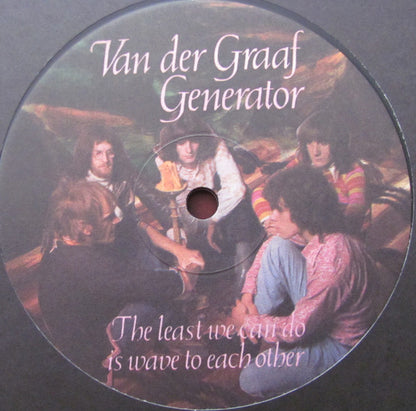 Van der Graaf
Generator
The least we can do
is wave to each other